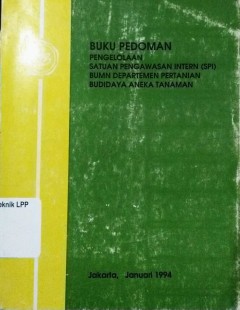 BUKU PEDOMAN
PENGELOLAAN
SATUAN PENGAWASAN INTERN (SPI)
BUMN DEPARTEMEN PERTANIAN
BUDIDAYA ANEKA TANAMAN
eknik LPP
Jakarta, Januari 1994